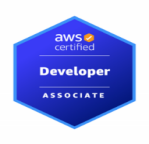 aws
certified
Developer
ASSOCIATE